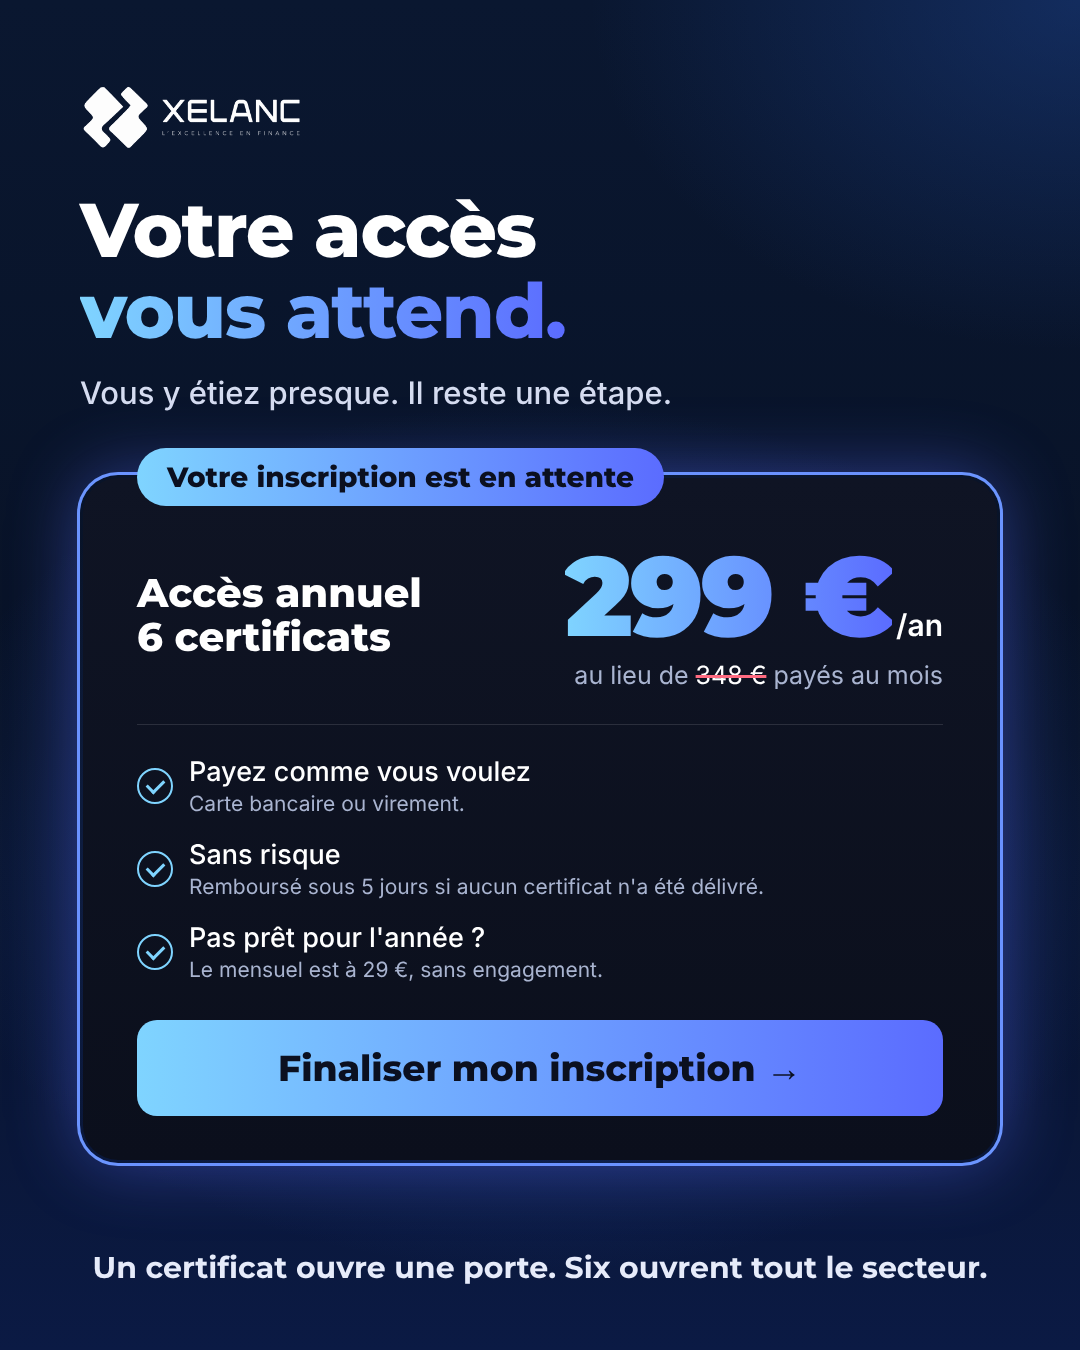 XELANC
L'EXCELLENCE EN FINANCE
Votre accès
vous attend.
Vous y étiez presque. Il reste une étape.
Votre inscription est en attente
Accès annuel
6 certificats
299 €/an
au lieu de 348 € payés au mois
Payez comme vous voulez
Carte bancaire ou virement.
Sans risque
Remboursé sous 5 jours si aucun certificat n'a été délivré.
Pas prêt pour l'année ?
Le mensuel est à 29 €, sans engagement.
Finaliser mon inscription →
Un certificat ouvre une porte. Six ouvrent tout le secteur.